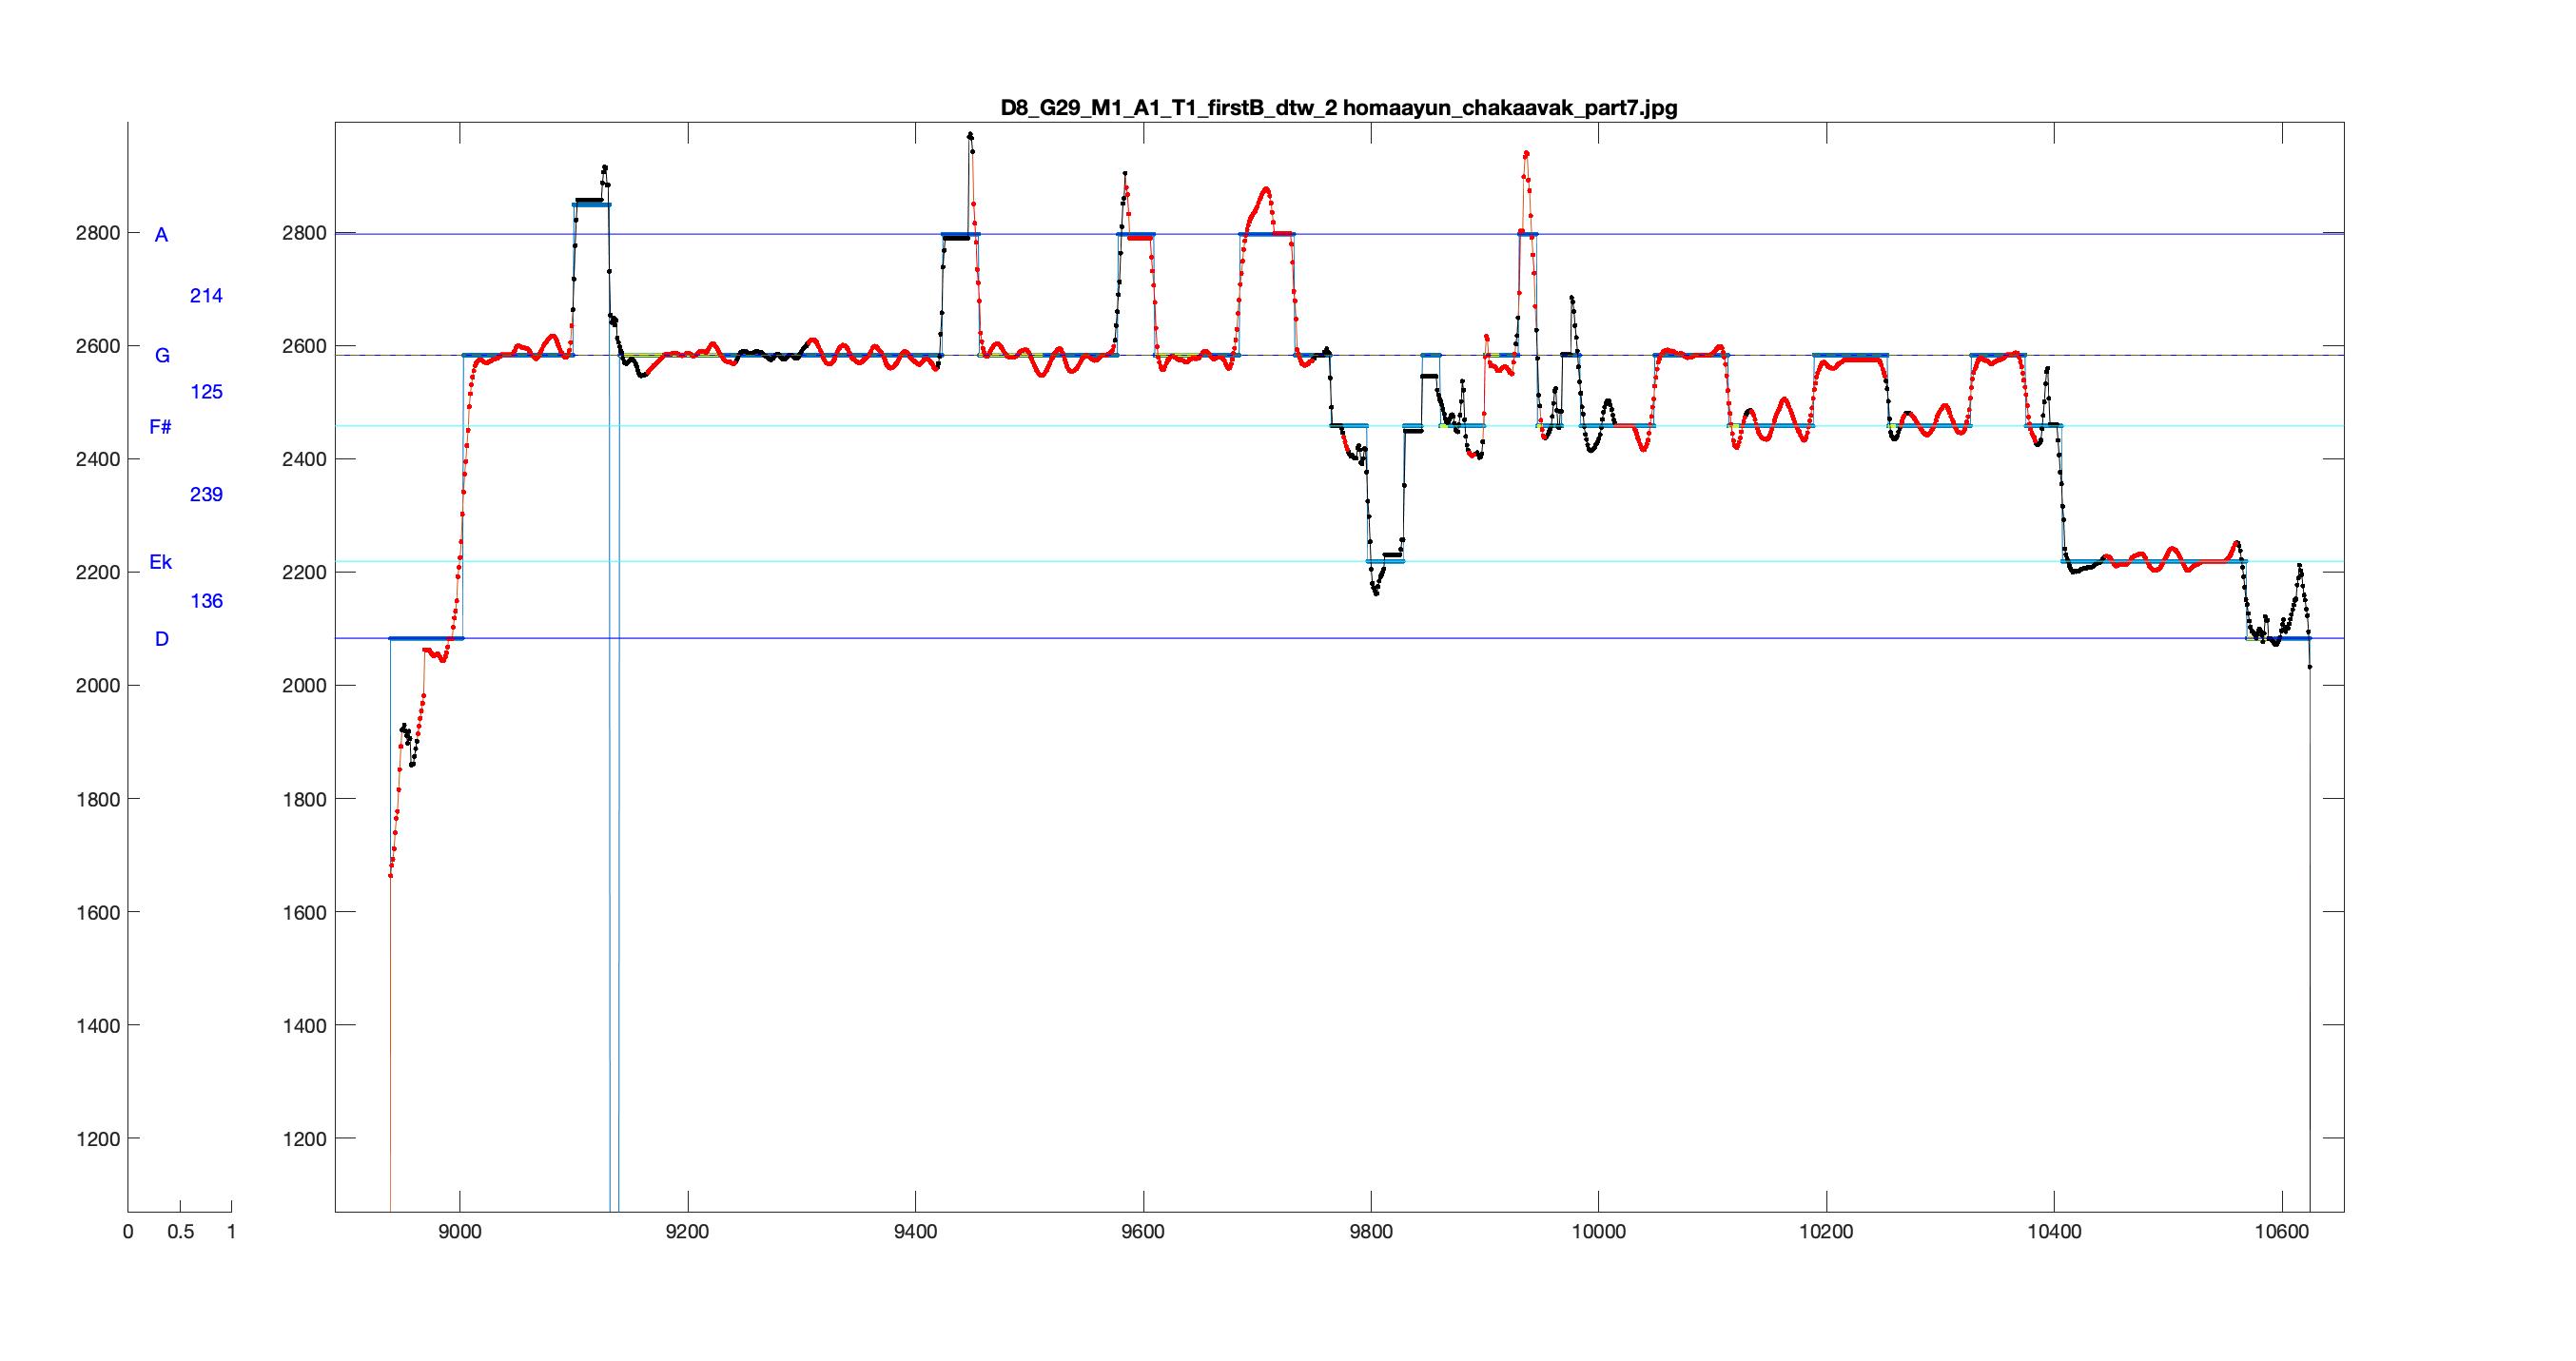 D8_G29_M1_A1_T1_firstB_dtw_2 homaayun_chakaavak_part7.jpg
2800 A 2800
214
2600 G 2600
125
F#
2400 2400
239
Ek
2200 2200
136
D
2000 2000
1800 1800
1600 1600
1400 1400
1200 1200
0 0.5 1 9000 9200 9400 9600 9800 10000 10200 10400 10600